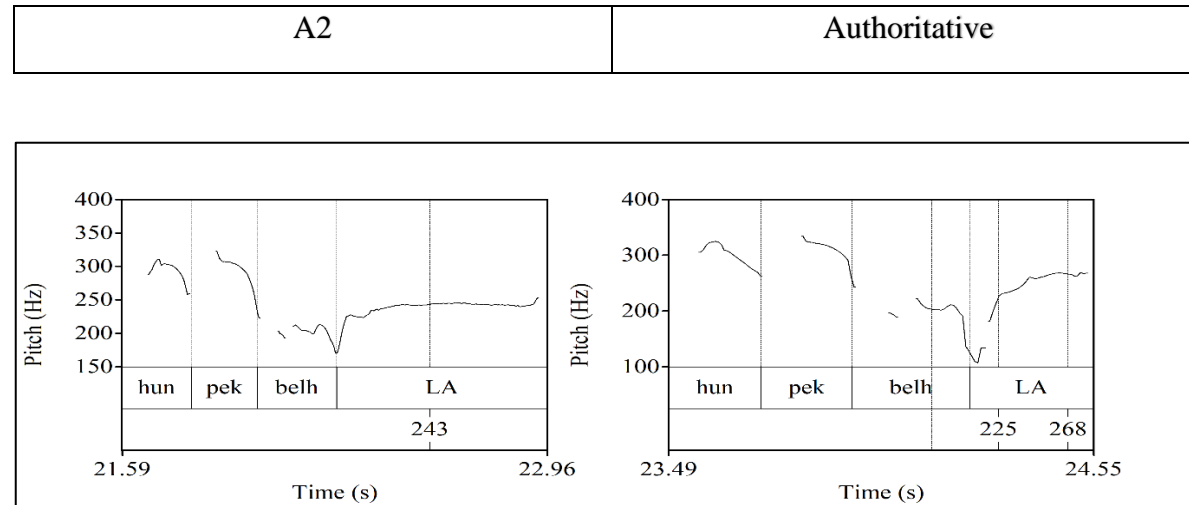 A2 Authoritative
400 400
350
300 300
250
200 200
150 100
Pitch (Hz) Pitch (Hz)
hun pek belh LA hun pek belh LA
243 225 268
21.59 22.96 23.49 24.55
Time (s) Time (s)